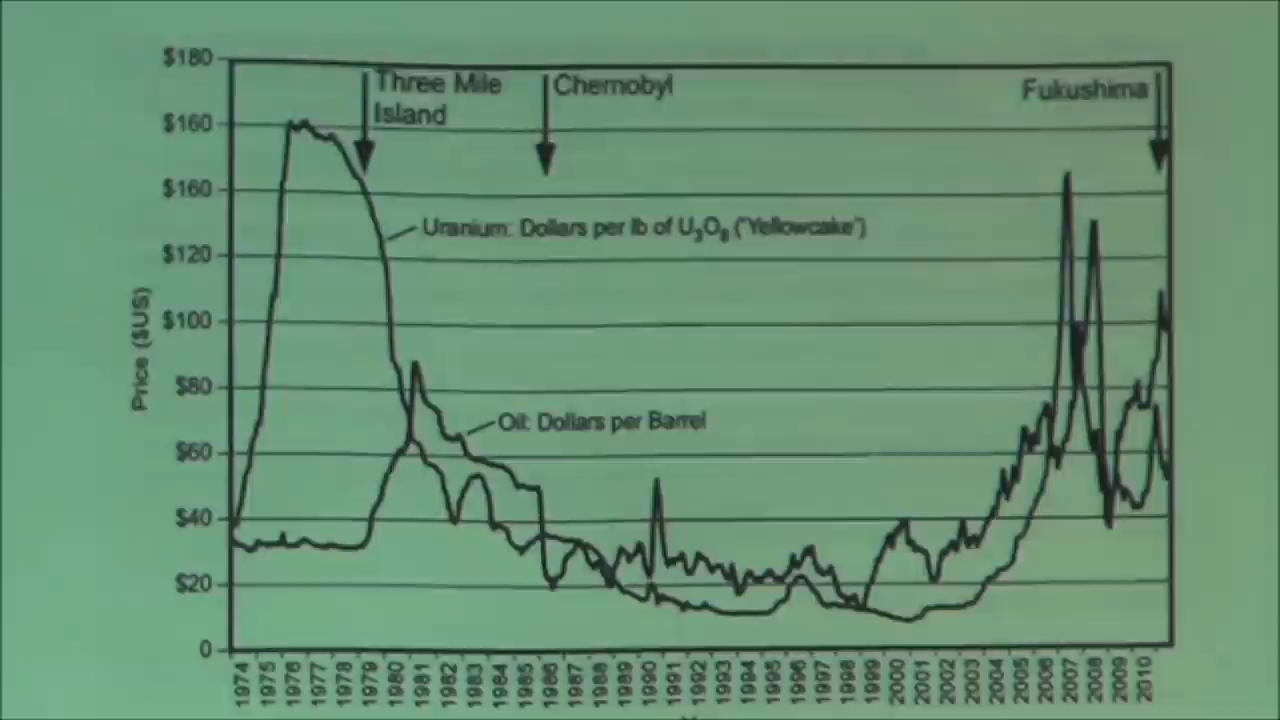 $180
Three Mile
Island
Chernobyl
Fukushima
$160
$160
Uranium: Dollars per lb of U₃O₈ ('Yellowcake')
$120
$100
Price ($US)
$80
Oil: Dollars per Barrel
$60
$40
$20
0
1974 1975 1976 1977 1978 1979 1980 1981 1982 1983 1984 1985 1986 1987 1988 1989 1990 1991 1992 1993 1994 1995 1996 1997 1998 1999 2000 2001 2002 2003 2004 2005 2006 2007 2008 2009 2010